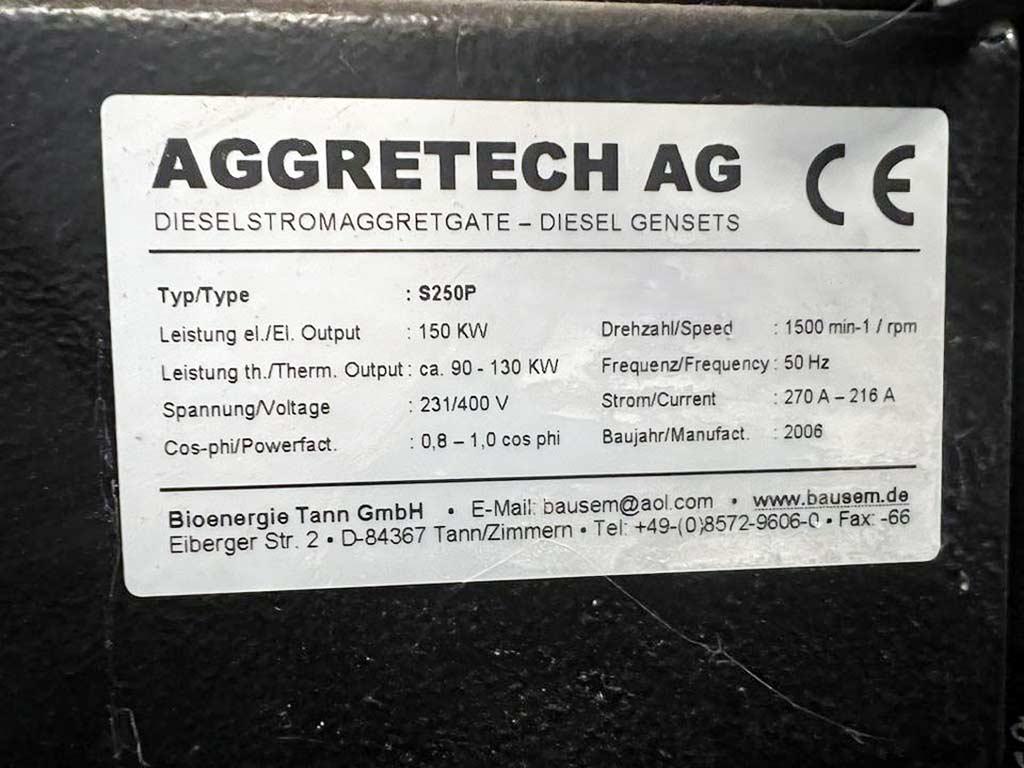 AGGRETECH AG CE
DIESELSTROMAGGRETGATE – DIESEL GENSETS
Typ/Type : S250P
Leistung el./El. Output : 150 KW Drehzahl/Speed : 1500 min-1 / rpm
Leistung th./Therm. Output : ca. 90 - 130 KW Frequenz/Frequency : 50 Hz
Spannung/Voltage : 231/400 V Strom/Current : 270 A – 216 A
Cos-phi/Powerfact. : 0,8 – 1,0 cos phi Baujahr/Manufact. : 2006
Bioenergie Tann GmbH • E-Mail: bausem@aol.com • www.bausem.de
Eiberger Str. 2 • D-84367 Tann/Zimmern • Tel: +49-(0)8572-9606-0 • Fax: -66